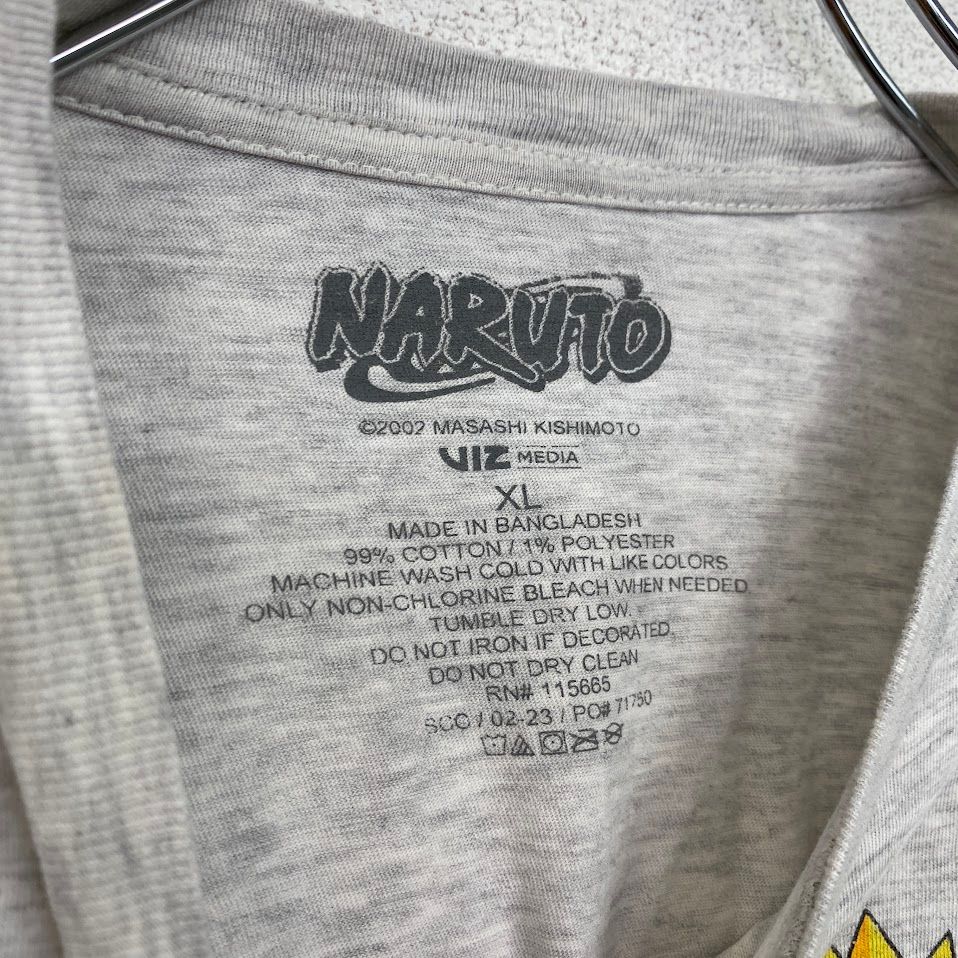 NARUTO
©2002 MASASHI KISHIMOTO
VIZ MEDIA
XL
MADE IN BANGLADESH
99% COTTON / 1% POLYESTER
MACHINE WASH COLD WITH LIKE COLORS
ONLY NON-CHLORINE BLEACH WHEN NEEDED
TUMBLE DRY LOW.
DO NOT IRON IF DECORATED.
DO NOT DRY CLEAN
RN# 115665
SCC / 02-23 / PO# 71750